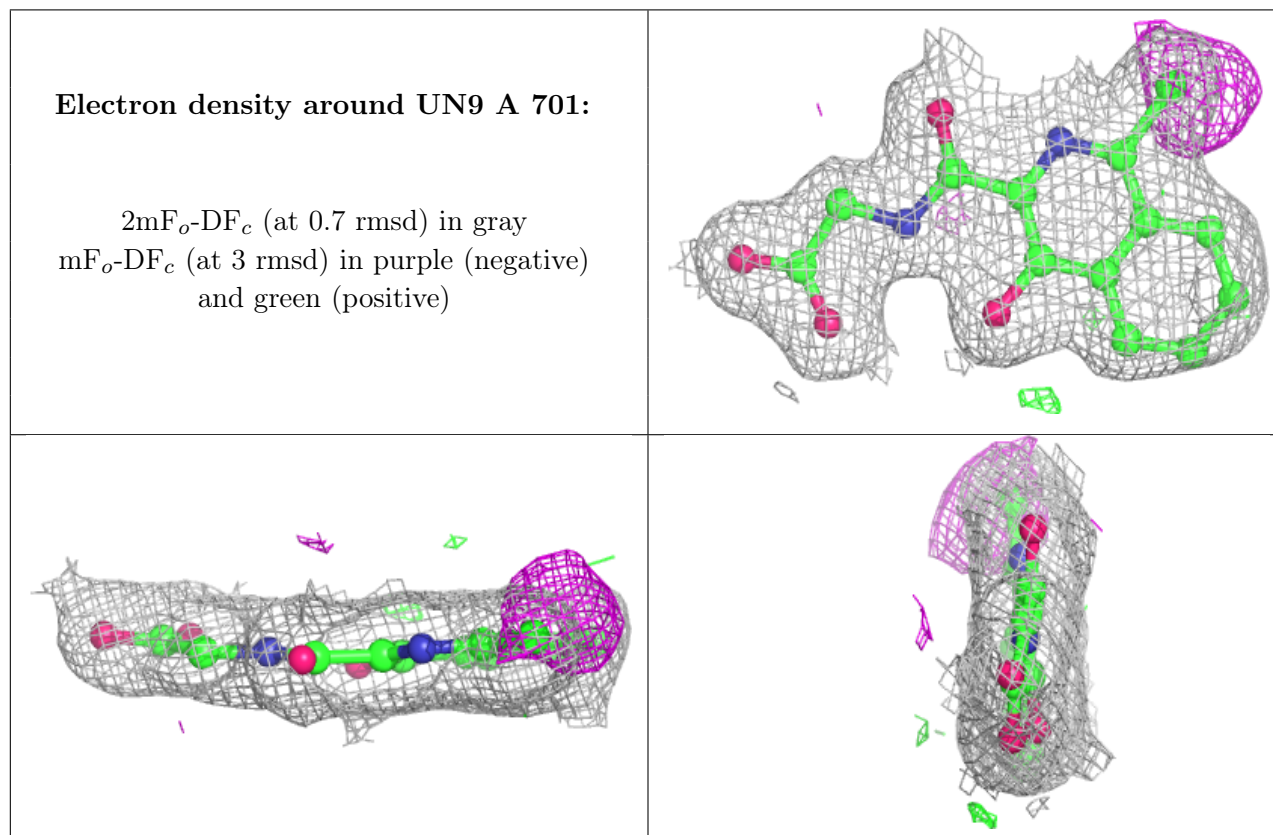 Electron density around UN9 A 701:
2mFo-DFc (at 0.7 rmsd) in gray
mFo-DFc (at 3 rmsd) in purple (negative)
and green (positive)